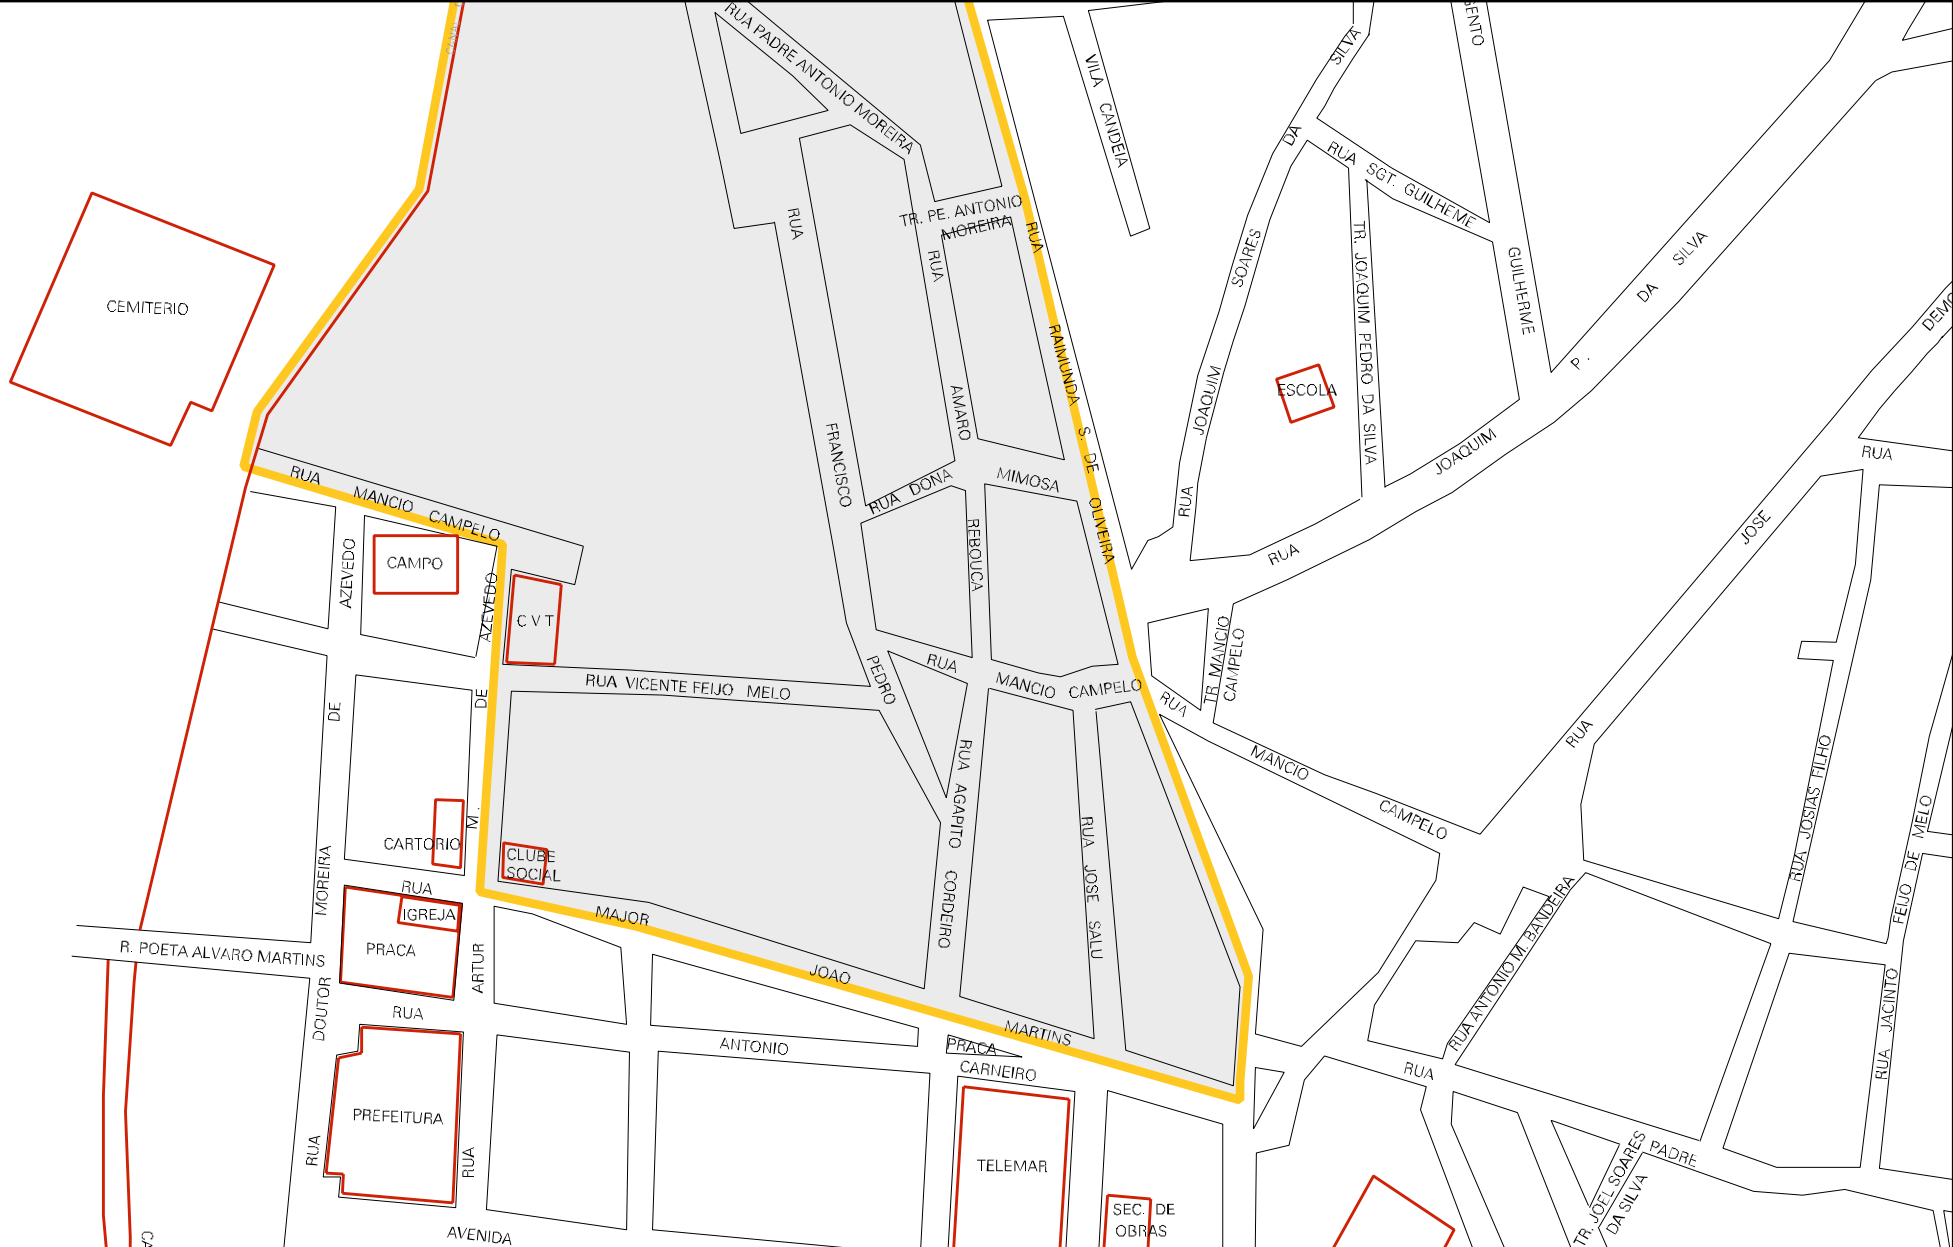 CANAL
RUA PADRE ANTONIO MOREIRA
VILA CANDEIA
RUA JOAQUIM SOARES DA SILVA
RUA SGT. GUILHEME
GUILHERME
TR. JOAQUIM PEDRO DA SILVA
TR. PE. ANTONIO
MOREIRA
RUA RAIMUNDA S. DE OLIVEIRA
RUA FRANCISCO PEDRO
RUA AMARO REBOUCA
RUA DONA MIMOSA
RUA JOAQUIM P. DA SILVA
CEMITERIO
ESCOLA
RUA MANCIO CAMPELO
CAMPO
C V T
AZEVEDO
AZEVEDO
RUA
RUA JOSE
RUA VICENTE FEIJO MELO
RUA MANCIO CAMPELO
TR MANCIO
CAMPELO
RUA MANCIO CAMPELO
DE
DE
M.
RUA AGAPITO CORDEIRO
RUA JOSE SALU
RUA JOSIAS FILHO
RUA JACINTO FEIJO DE MELO
CARTORIO
CLUBE
SOCIAL
RUA MAJOR JOAO MARTINS
IGREJA
PRACA
MOREIRA
DOUTOR
RUA
ARTUR
RUA
R. POETA ALVARO MARTINS
RUA ANTONIO M. BANDEIRA
RUA ANTONIO CARNEIRO
PRACA
RUA PADRE
PREFEITURA
TELEMAR
SEC. DE
OBRAS
TR. JOEL SOARES
DA SILVA
AVENIDA